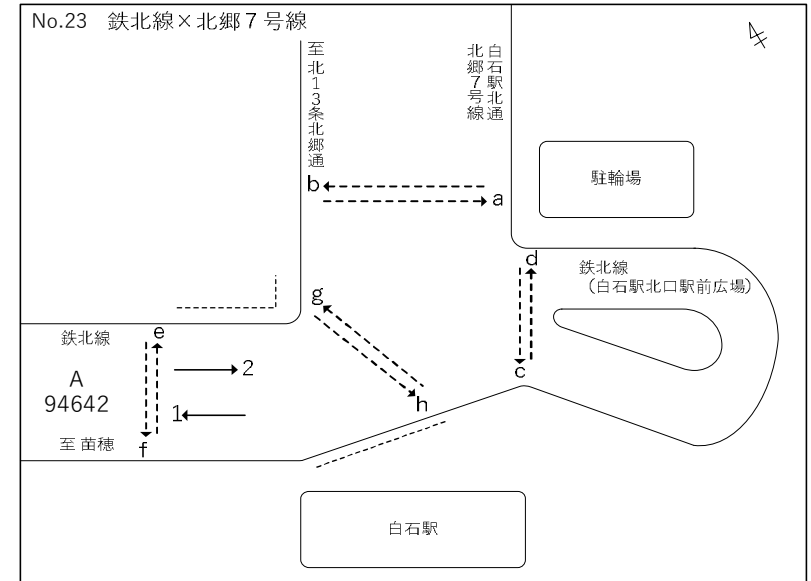 No.23 鉄北線×北郷７号線
至北13条北郷通
白石駅北通
北郷７号線
駐輪場
b
a
d
鉄北線
（白石駅北口駅前広場）
g
鉄北線
e
A
94642
2
c
h
1
至 苗穂
f
白石駅